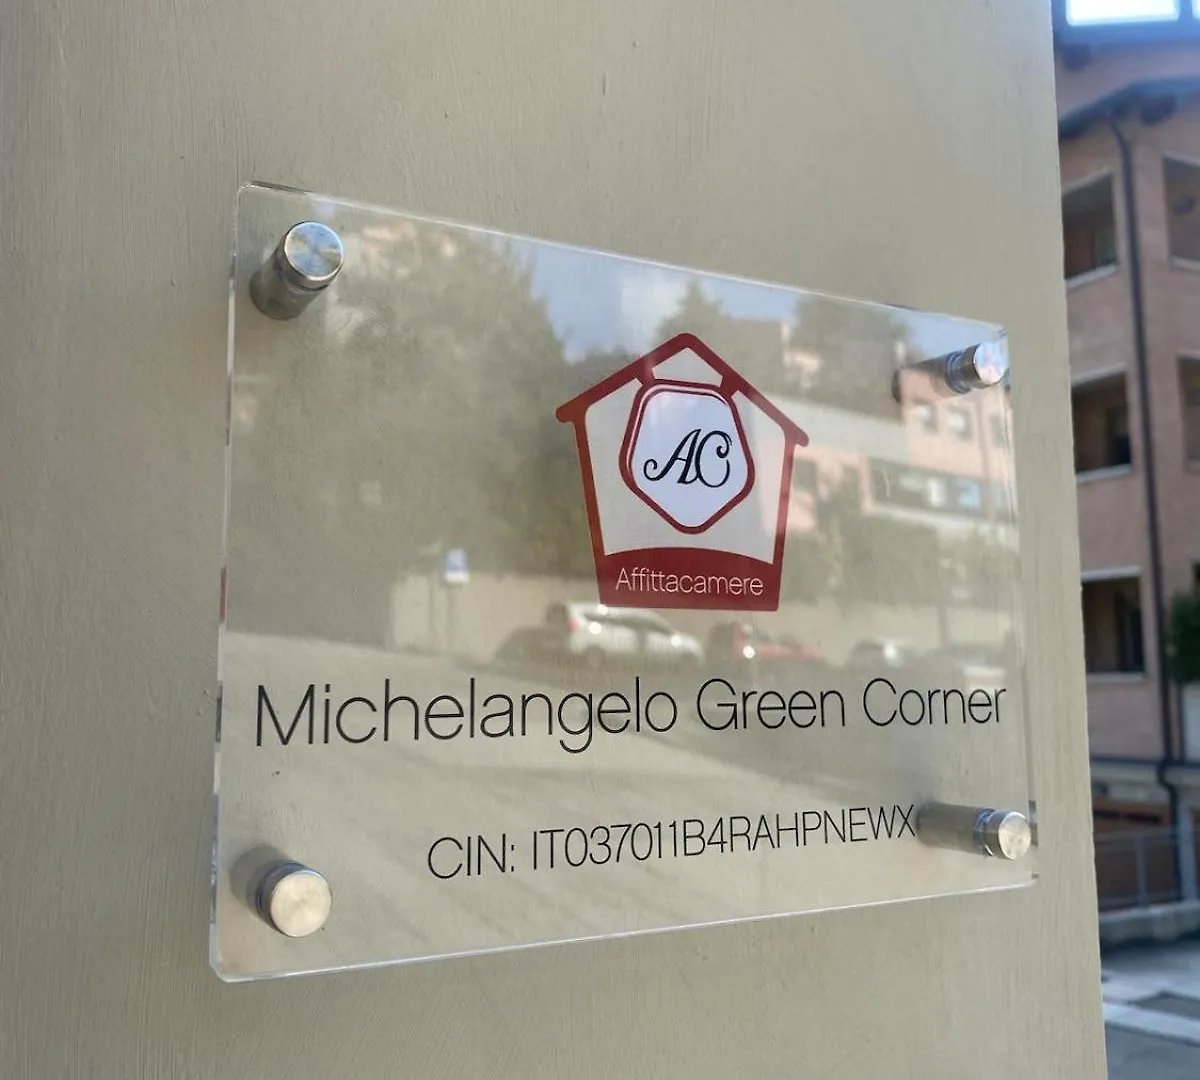 AC
Affittacamere
Michelangelo Green Corner
CIN: IT037011B4RAHPNEWX